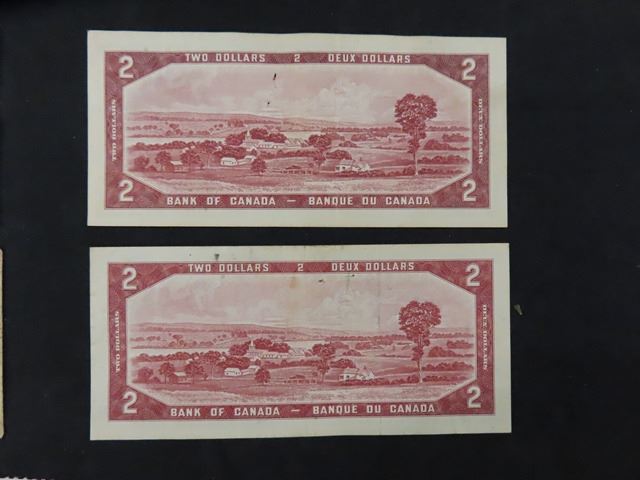 TWO DOLLARS 2 DEUX DOLLARS
2 2
TWO DOLLARS
DEUX DOLLARS
2 2
BANK OF CANADA — BANQUE DU CANADA
TWO DOLLARS 2 DEUX DOLLARS
2 2
TWO DOLLARS
DEUX DOLLARS
2 2
BANK OF CANADA — BANQUE DU CANADA